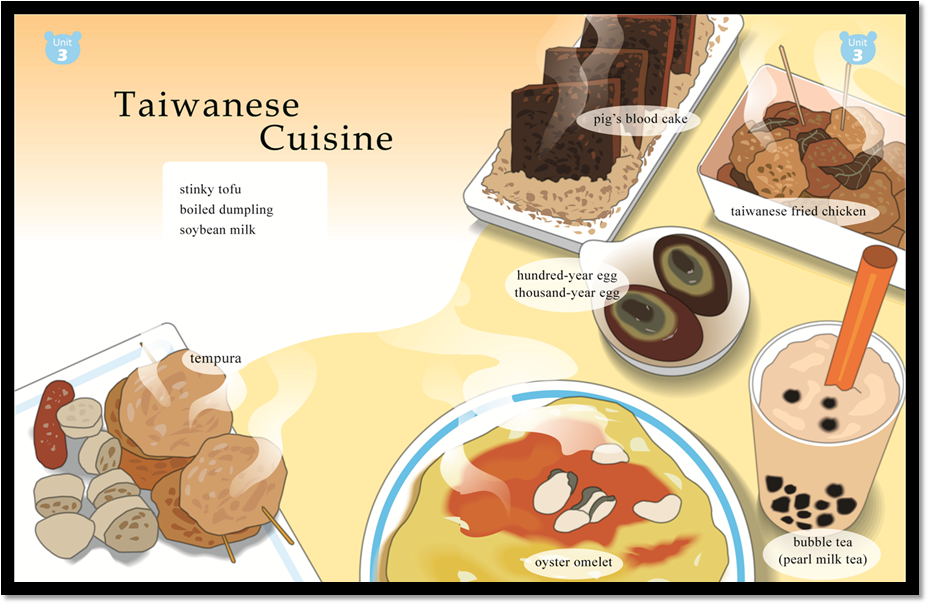 Unit
3
Unit
3
Taiwanese
Cuisine
stinky tofu
boiled dumpling
soybean milk
pig's blood cake
taiwanese fried chicken
hundred-year egg
thousand-year egg
tempura
oyster omelet
bubble tea
(pearl milk tea)